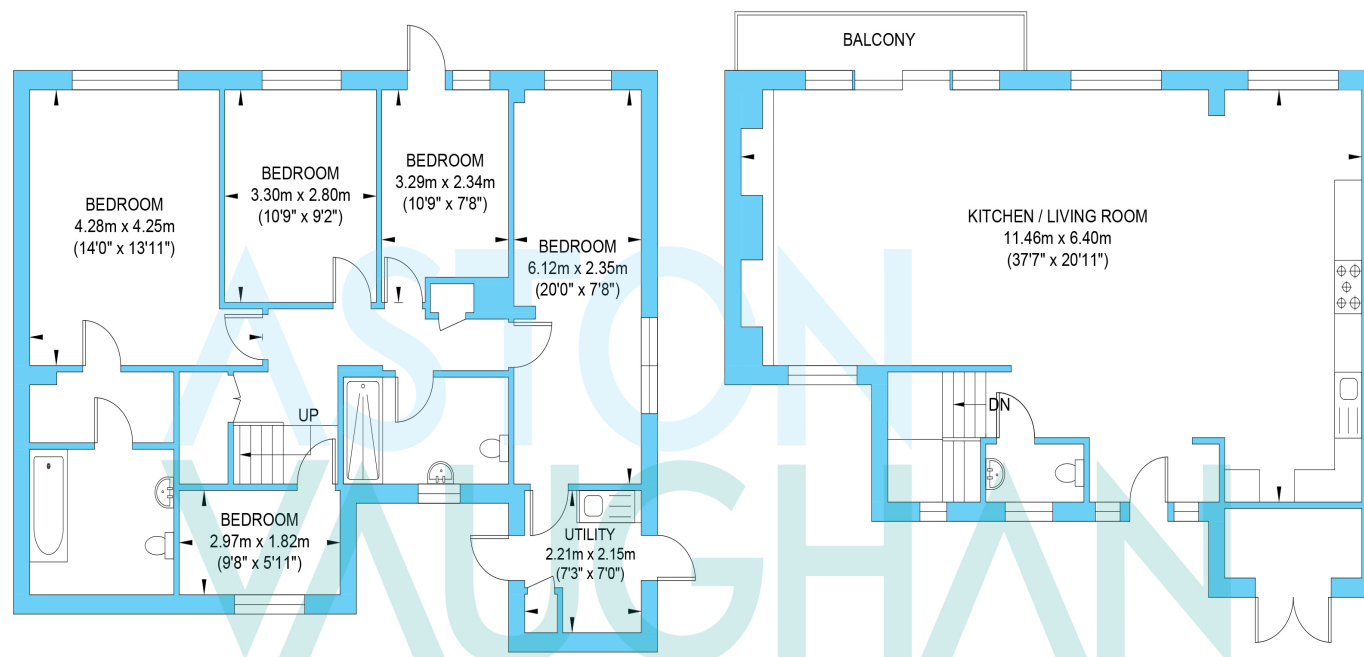 BALCONY
BEDROOM
4.28m x 4.25m
(14'0" x 13'11")
BEDROOM
3.30m x 2.80m
(10'9" x 9'2")
BEDROOM
3.29m x 2.34m
(10'9" x 7'8")
BEDROOM
6.12m x 2.35m
(20'0" x 7'8")
KITCHEN / LIVING ROOM
11.46m x 6.40m
(37'7" x 20'11")
UP
DN
BEDROOM
2.97m x 1.82m
(9'8" x 5'11")
UTILITY
2.21m x 2.15m
(7'3" x 7'0")
ASTON
VAUGHAN